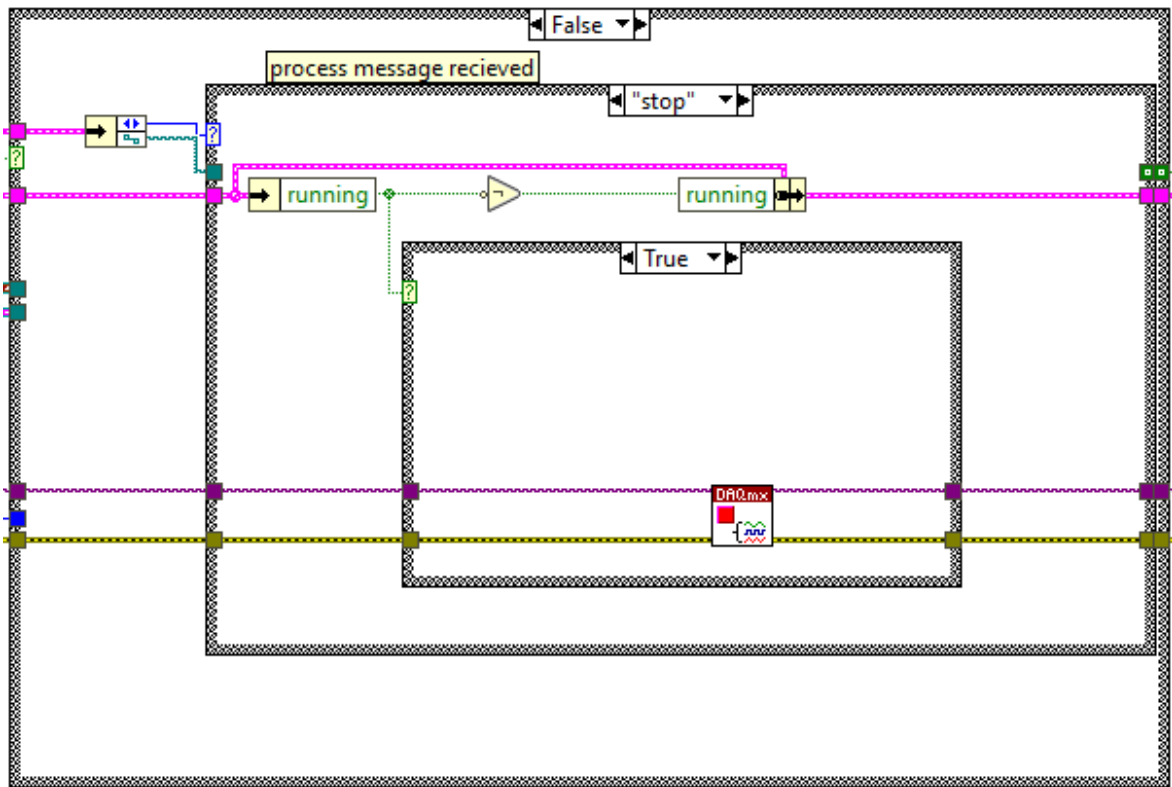 False
process message recieved
"stop"
?
?
running
running
True
?
DAQmx